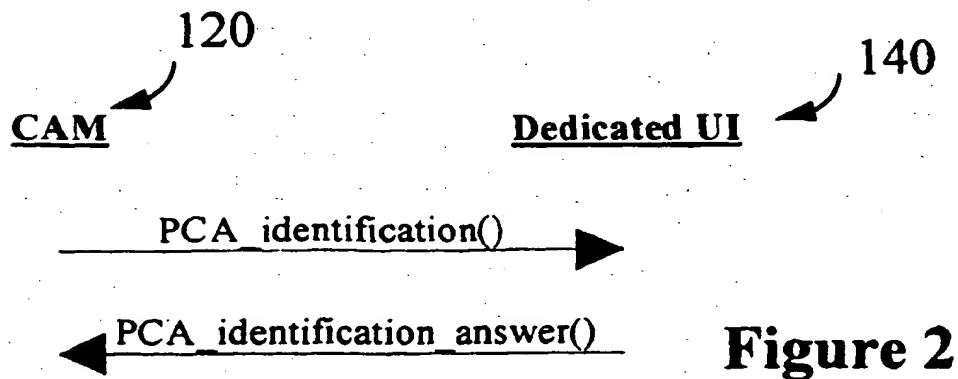 120
140
CAM
Dedicated UI
PCA_identification()
PCA_identification_answer()
Figure 2